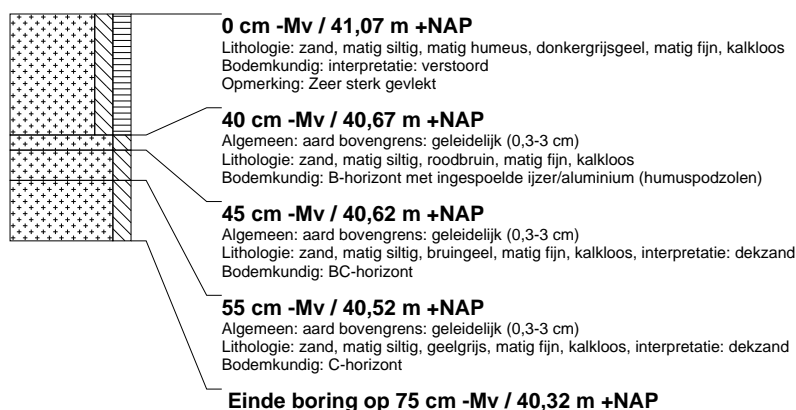 0 cm -Mv / 41,07 m +NAP
Lithologie: zand, matig siltig, matig humeus, donkergrijsgeel, matig fijn, kalkloos
Bodemkundig: interpretatie: verstoord
Opmerking: Zeer sterk gevlekt
40 cm -Mv / 40,67 m +NAP
Algemeen: aard bovengrens: geleidelijk (0,3-3 cm)
Lithologie: zand, matig siltig, roodbruin, matig fijn, kalkloos
Bodemkundig: B-horizont met ingespoelde ijzer/aluminium (humuspodzolen)
45 cm -Mv / 40,62 m +NAP
Algemeen: aard bovengrens: geleidelijk (0,3-3 cm)
Lithologie: zand, matig siltig, bruingeel, matig fijn, kalkloos, interpretatie: dekzand
Bodemkundig: BC-horizont
55 cm -Mv / 40,52 m +NAP
Algemeen: aard bovengrens: geleidelijk (0,3-3 cm)
Lithologie: zand, matig siltig, geelgrijs, matig fijn, kalkloos, interpretatie: dekzand
Bodemkundig: C-horizont
Einde boring op 75 cm -Mv / 40,32 m +NAP